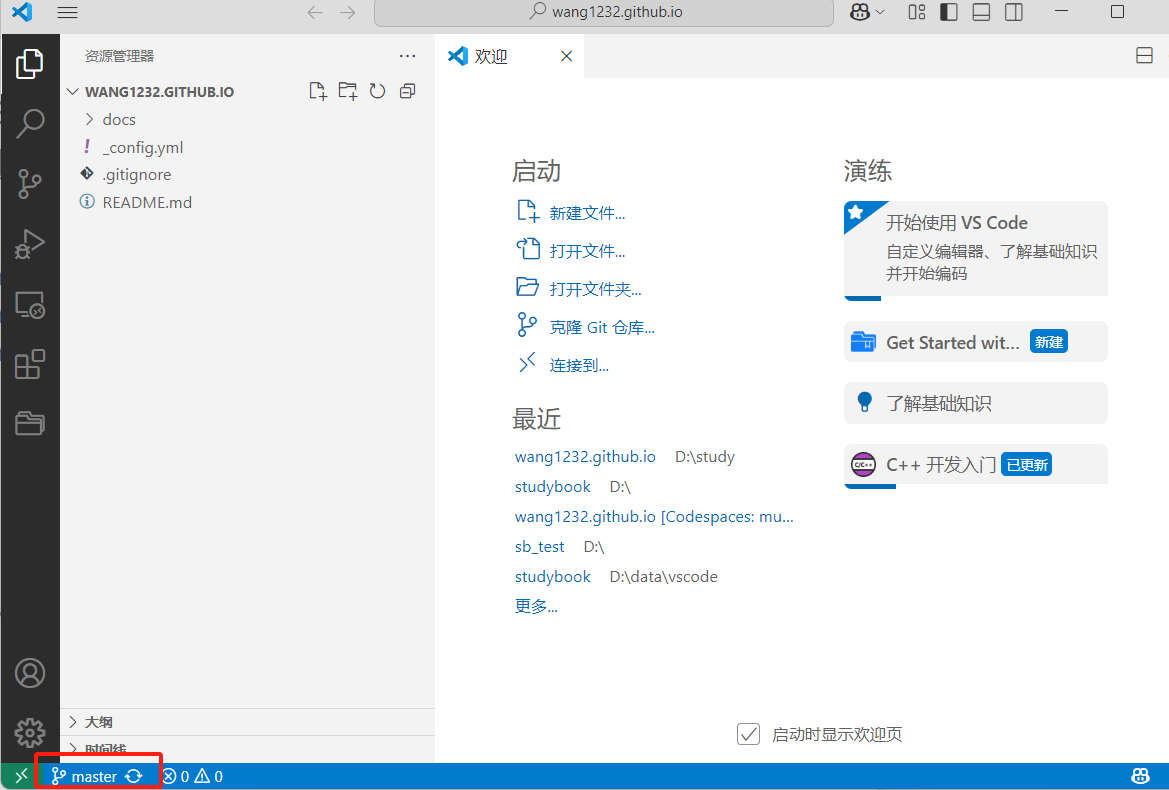 wang1232.github.io
资源管理器
欢迎
WANG1232.GITHUB.IO
docs
_config.yml
.gitignore
README.md
启动
新建文件...
打开文件...
打开文件夹...
克隆 Git 仓库...
连接到...
最近
wang1232.github.io D:\study
studybook D:\
wang1232.github.io [Codespaces: mu...
sb_test D:\
studybook D:\data\vscode
更多...
演练
开始使用 VS Code
自定义编辑器、了解基础知识
并开始编码
Get Started wit... 新建
了解基础知识
C/C++ C++ 开发入门 已更新
启动时显示欢迎页
大纲
时间线
master 0 0